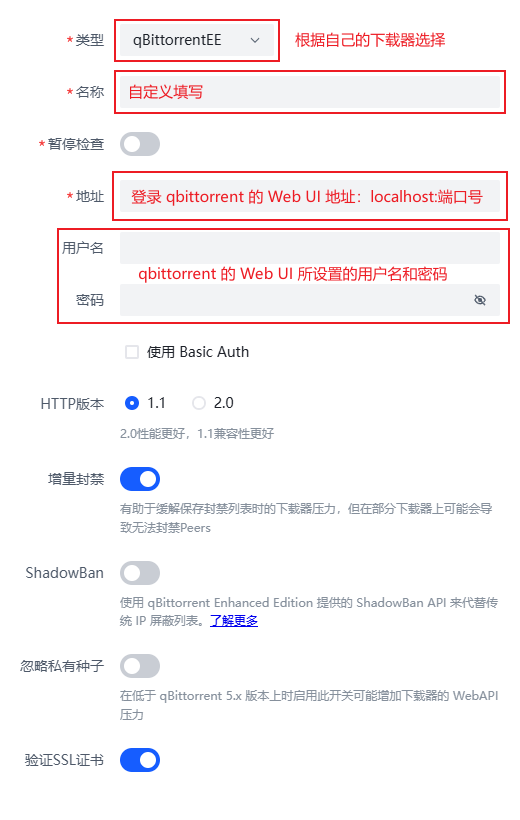 *类型 qBittorrentEE 根据自己的下载器选择
*名称 自定义填写
*暂停检查
*地址 登录 qbittorrent 的 Web UI 地址：localhost:端口号
用户名
qbittorrent 的 Web UI 所设置的用户名和密码
密码
使用 Basic Auth
HTTP版本 1.1 2.0
2.0性能更好，1.1兼容性更好
增量封禁
有助于缓解保存封禁列表时的下载器压力，但在部分下载器上可能会导
致无法封禁Peers
ShadowBan
使用 qBittorrent Enhanced Edition 提供的 ShadowBan API 来代替传
统 IP 屏蔽列表。了解更多
忽略私有种子
在低于 qBittorrent 5.x 版本上时启用此开关可能增加下载器的 WebAPI
压力
验证SSL证书